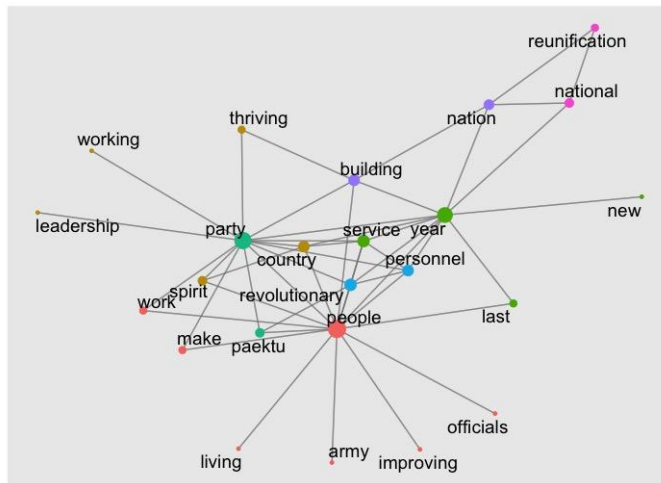 reunification
national
nation
thriving
working
building
new
leadership
party
service
year
country
personnel
spirit
revolutionary
work
people
last
make
paektu
officials
living
army
improving